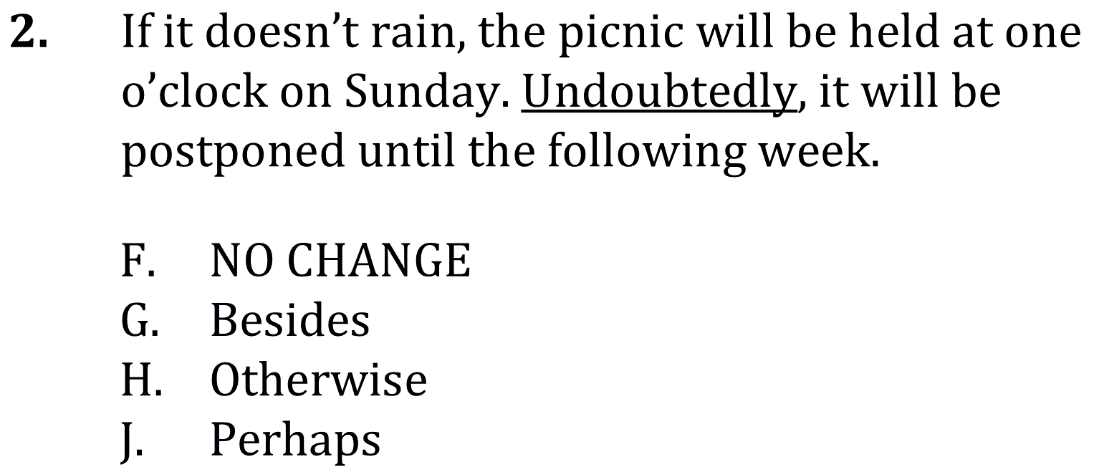 2. If it doesn’t rain, the picnic will be held at one
o’clock on Sunday. Undoubtedly, it will be
postponed until the following week.
F. NO CHANGE
G. Besides
H. Otherwise
J. Perhaps